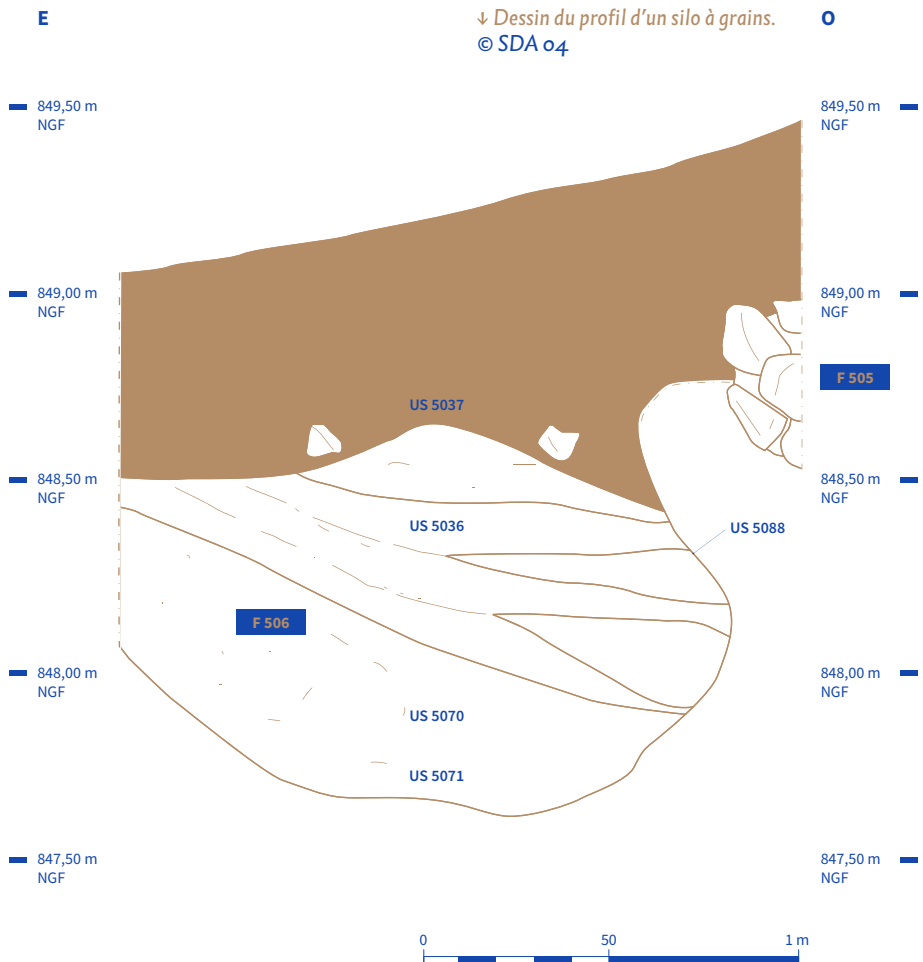 E
↓ Dessin du profil d'un silo à grains.
© SDA 04
O
849,50 m
NGF
849,50 m
NGF
849,00 m
NGF
849,00 m
NGF
F 505
US 5037
848,50 m
NGF
848,50 m
NGF
US 5036
US 5088
F 506
848,00 m
NGF
848,00 m
NGF
US 5070
US 5071
847,50 m
NGF
847,50 m
NGF
0 50 1 m